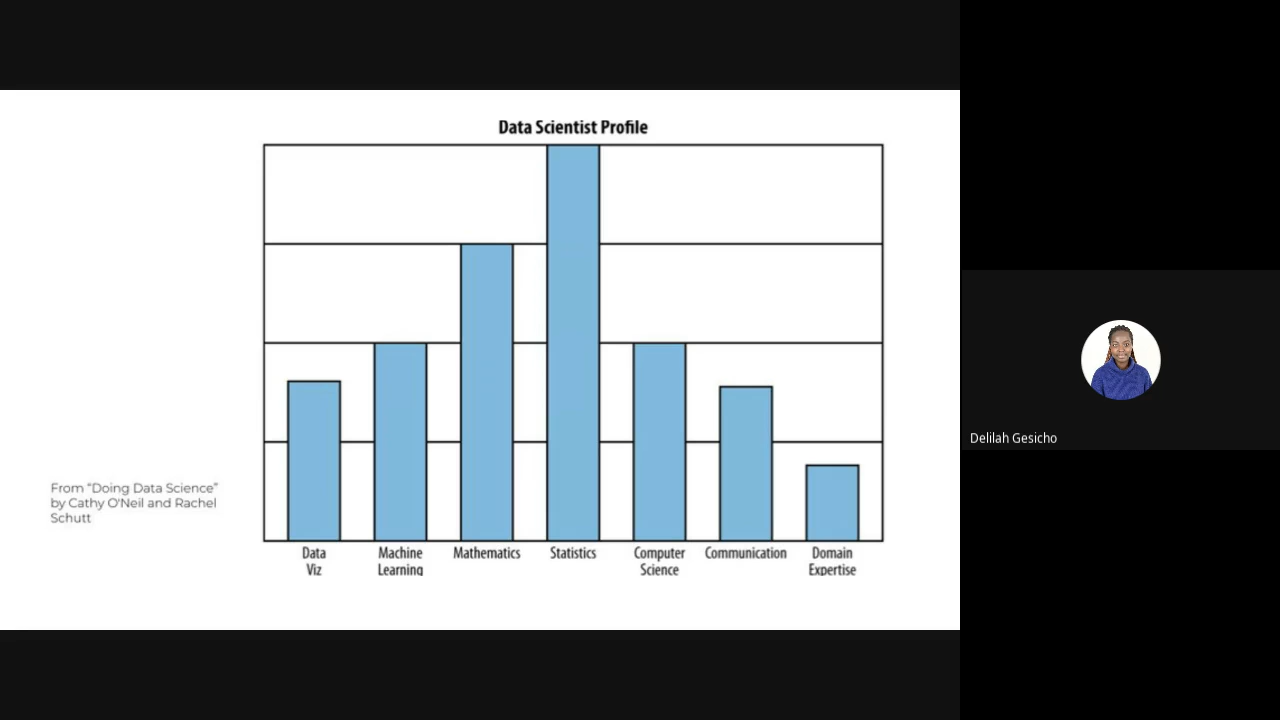 Data Scientist Profile
From “Doing Data Science”
by Cathy O'Neil and Rachel
Schutt
Data
Viz
Machine
Learning
Mathematics
Statistics
Computer
Science
Communication
Domain
Expertise
Delilah Gesicho